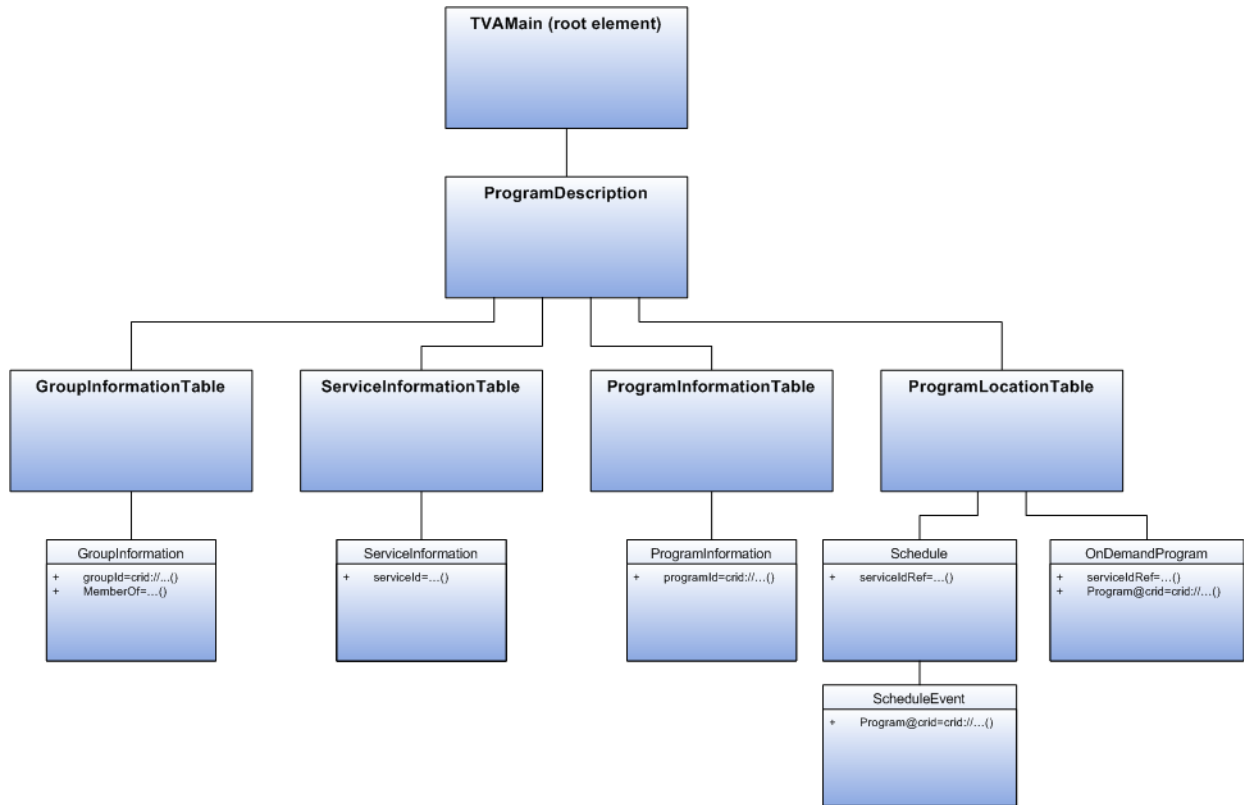 TVAMain (root element)
ProgramDescription
GroupInformationTable
ServiceInformationTable
ProgramInformationTable
ProgramLocationTable
GroupInformation
+ groupId=crid://...()
+ MemberOf=...()
ServiceInformation
+ serviceId=...()
ProgramInformation
+ programId=crid://...()
Schedule
+ serviceIdRef=...()
OnDemandProgram
+ serviceIdRef=...()
+ Program@crid=crid://...()
ScheduleEvent
+ Program@crid=crid://...()